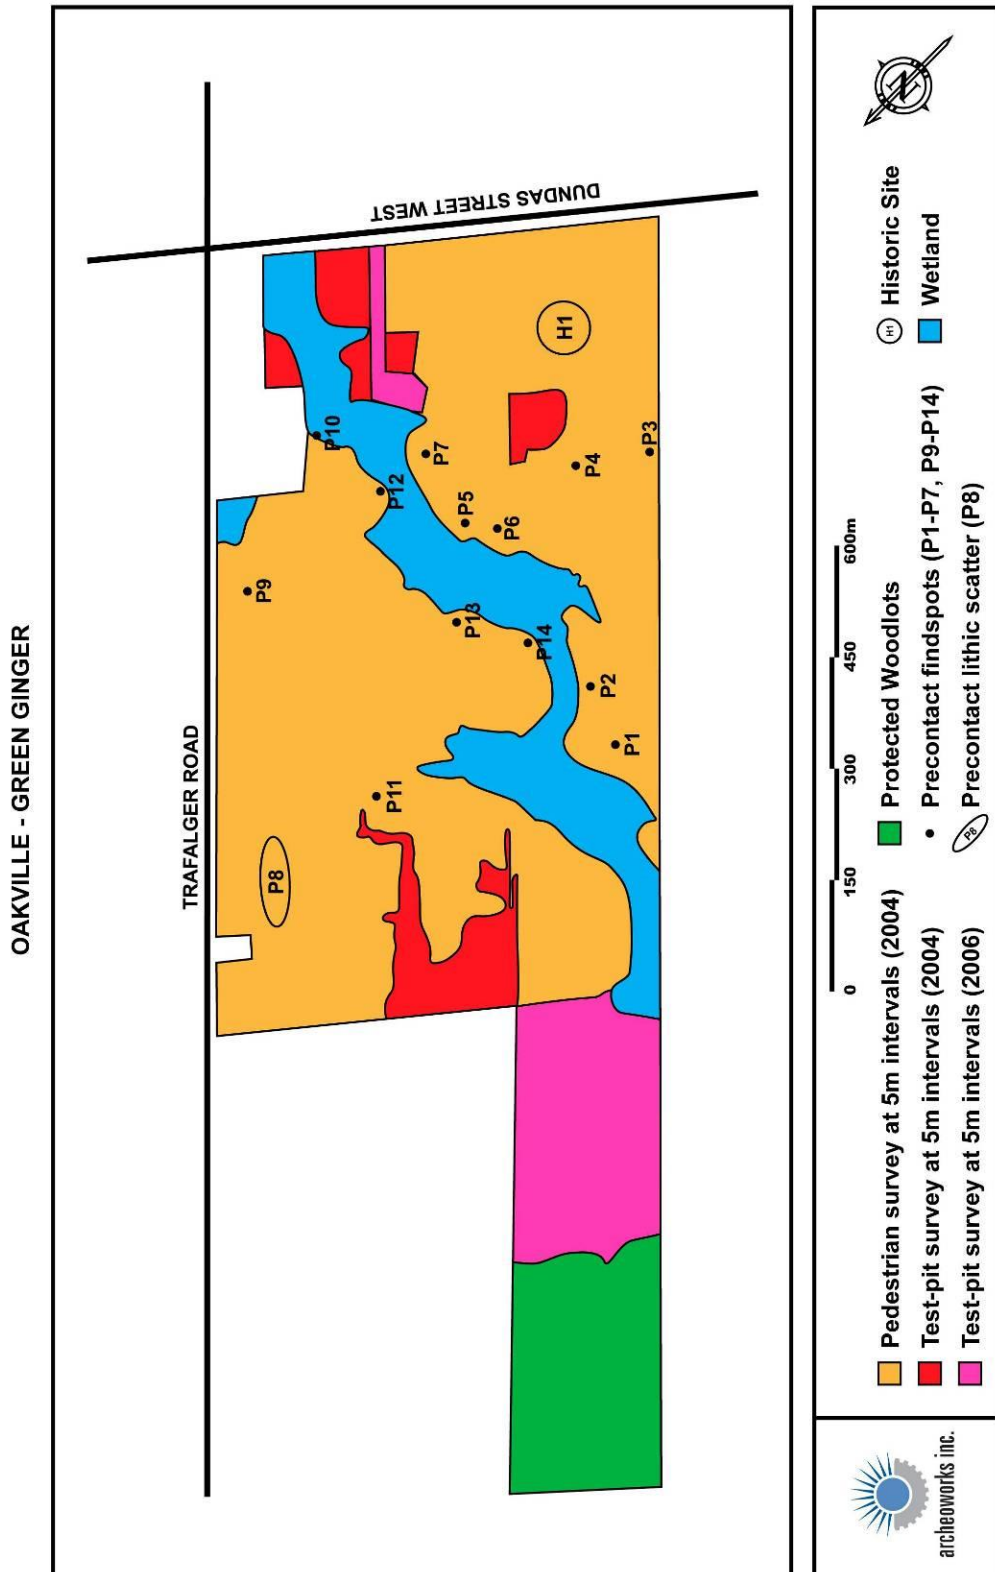 OAKVILLE - GREEN GINGER
TRAFALGER ROAD
DUNDAS STREET WEST
P8
P9
P10
P11
P12
P13
P14
P7
P5
P6
P4
P3
P2
P1
H1
0 150 300 450 600m
Pedestrian survey at 5m intervals (2004)
Test-pit survey at 5m intervals (2004)
Test-pit survey at 5m intervals (2006)
Protected Woodlots
Precontact findspots (P1-P7, P9-P14)
P8 Precontact lithic scatter (P8)
H1 Historic Site
Wetland
N
archeoworks inc.